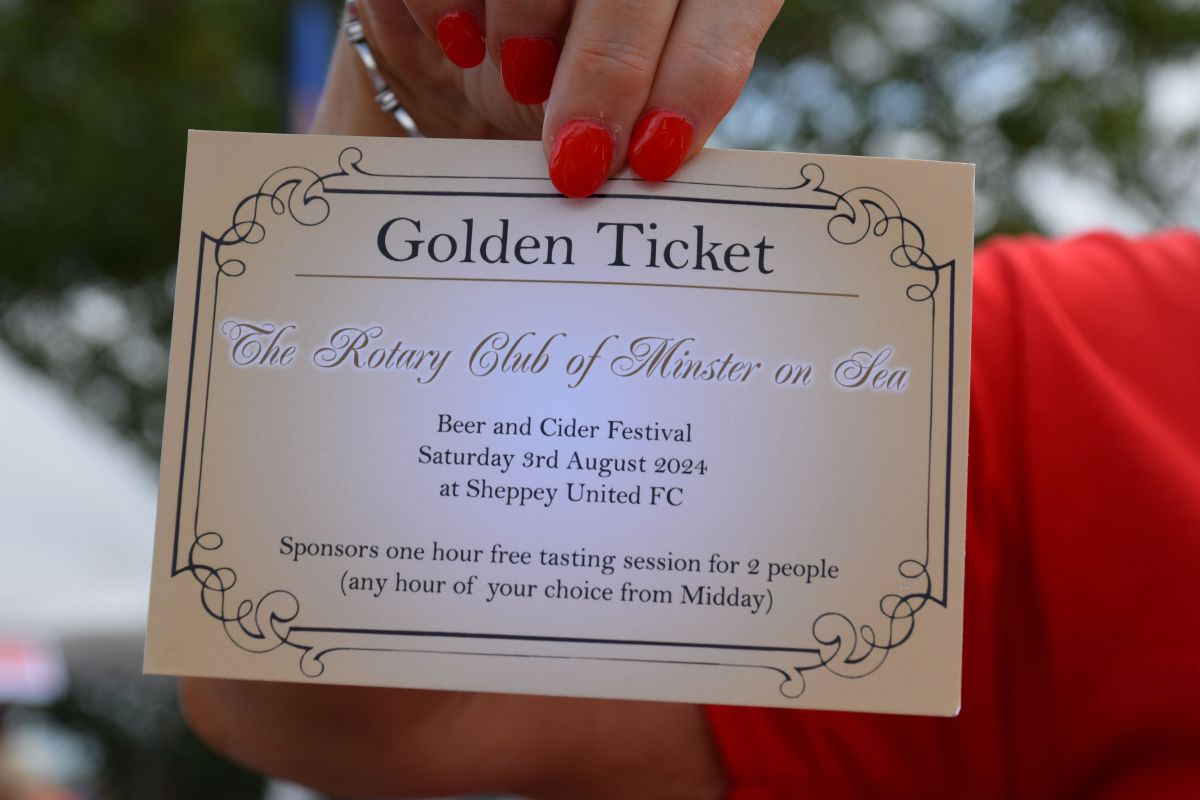 Golden Ticket
The Rotary Club of Minster on Sea
Beer and Cider Festival
Saturday 3rd August 2024
at Sheppey United FC
Sponsors one hour free tasting session for 2 people
(any hour of your choice from Midday)